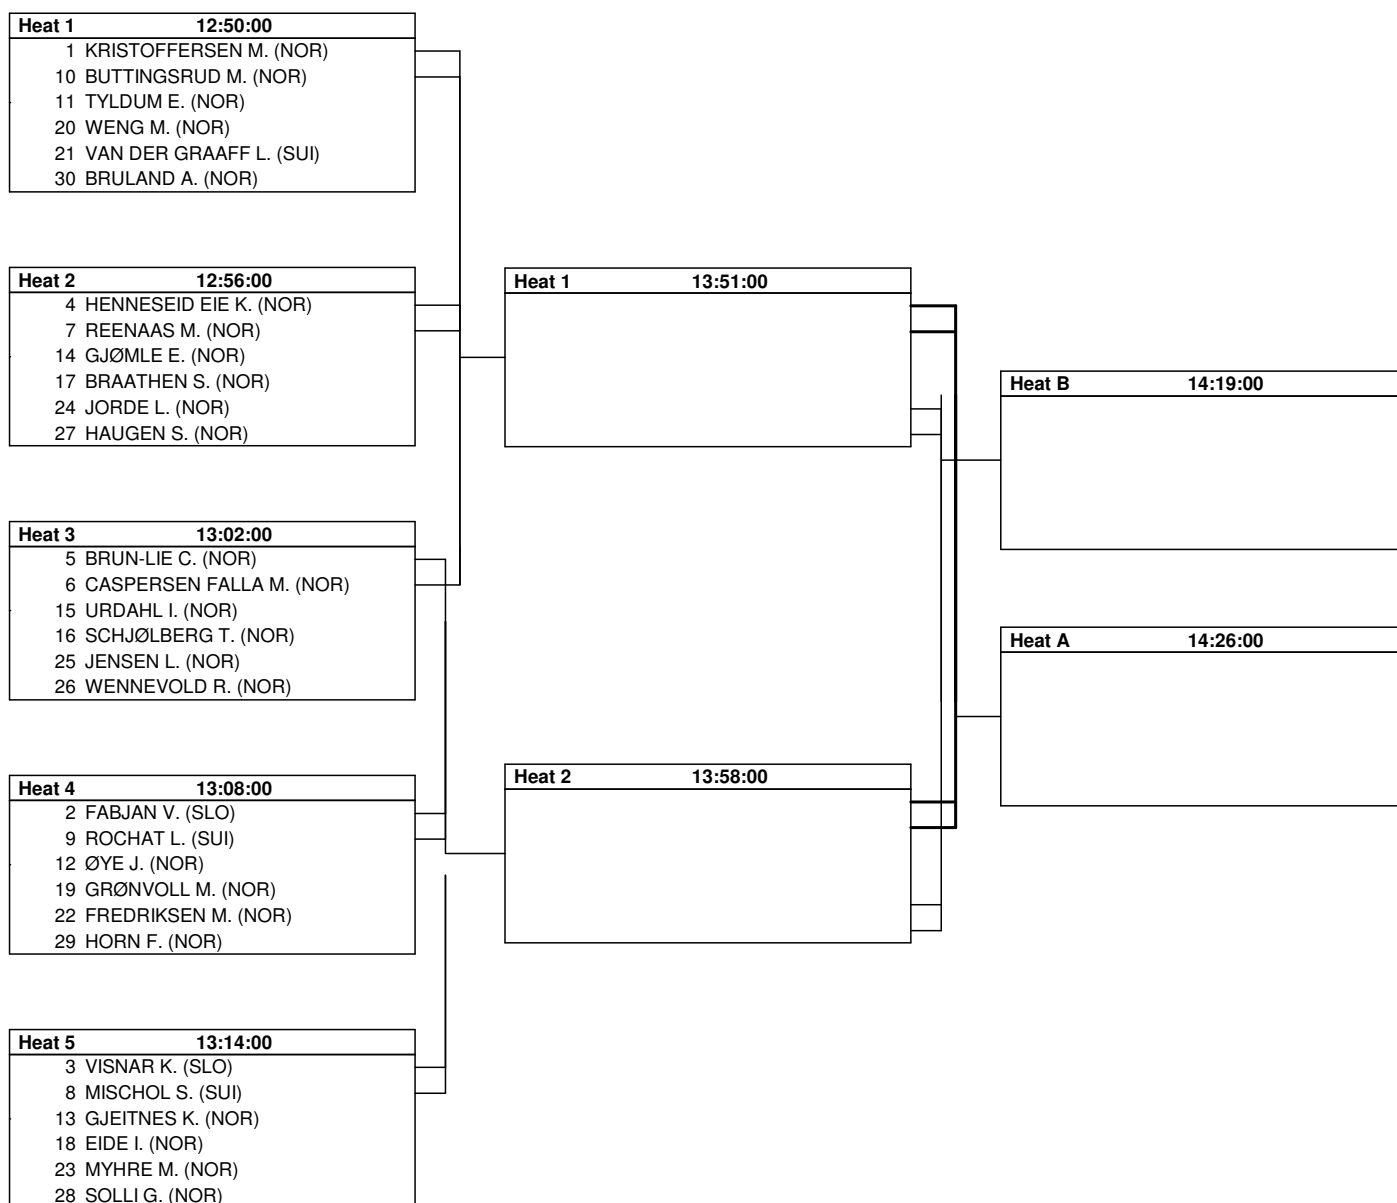 Heat 1 12:50:00
1 KRISTOFFERSEN M. (NOR)
10 BUTTINGSRUD M. (NOR)
11 TYLDUM E. (NOR)
20 WENG M. (NOR)
21 VAN DER GRAAFF L. (SUI)
30 BRULAND A. (NOR)
Heat 2 12:56:00
4 HENNESEID EIE K. (NOR)
7 REENAAS M. (NOR)
14 GJØMLE E. (NOR)
17 BRAATHEN S. (NOR)
24 JORDE L. (NOR)
27 HAUGEN S. (NOR)
Heat 3 13:02:00
5 BRUN-LIE C. (NOR)
6 CASPERSEN FALLA M. (NOR)
15 URDAHL I. (NOR)
16 SCHJØLBERG T. (NOR)
25 JENSEN L. (NOR)
26 WENNEVOLD R. (NOR)
Heat 4 13:08:00
2 FABJAN V. (SLO)
9 ROCHAT L. (SUI)
12 ØYE J. (NOR)
19 GRØNVOLL M. (NOR)
22 FREDRIKSEN M. (NOR)
29 HORN F. (NOR)
Heat 5 13:14:00
3 VISNAR K. (SLO)
8 MISCHOL S. (SUI)
13 GJEITNES K. (NOR)
18 EIDE I. (NOR)
23 MYHRE M. (NOR)
28 SOLLI G. (NOR)
Heat 1 13:51:00
Heat 2 13:58:00
Heat B 14:19:00
Heat A 14:26:00